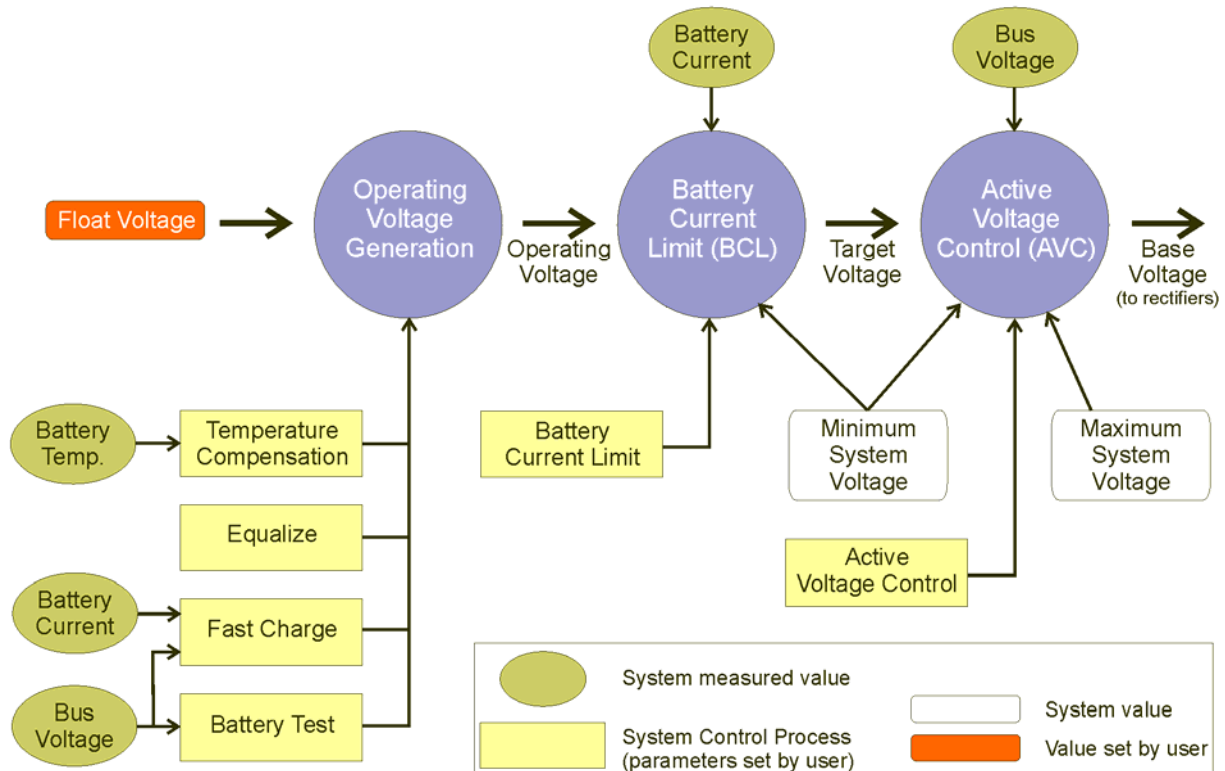 Battery
Current
Bus
Voltage
Float Voltage
Operating
Voltage
Generation
Operating
Voltage
Battery
Current
Limit (BCL)
Target
Voltage
Active
Voltage
Control (AVC)
Base
Voltage
(to rectifiers)
Battery
Temp.
Temperature
Compensation
Equalize
Battery
Current
Fast Charge
Bus
Voltage
Battery Test
Battery
Current Limit
Minimum
System
Voltage
Maximum
System
Voltage
Active
Voltage Control
System measured value
System Control Process
(parameters set by user)
System value
Value set by user